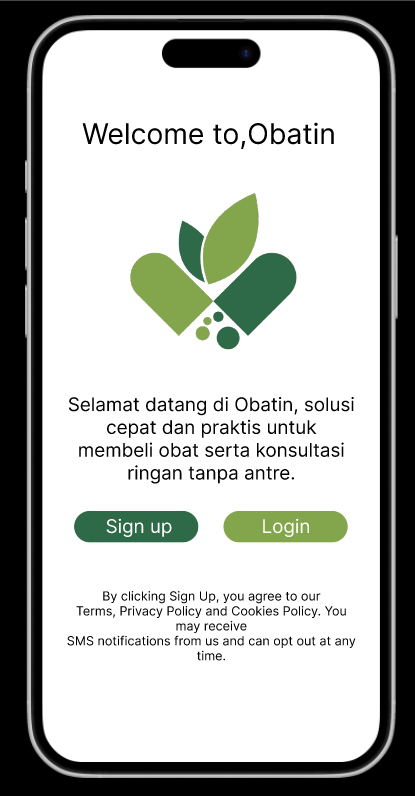 Welcome to,Obatin
Selamat datang di Obatin, solusi
cepat dan praktis untuk
membeli obat serta konsultasi
ringan tanpa antre.
Sign up
Login
By clicking Sign Up, you agree to our
Terms, Privacy Policy and Cookies Policy. You
may receive
SMS notifications from us and can opt out at any
time.